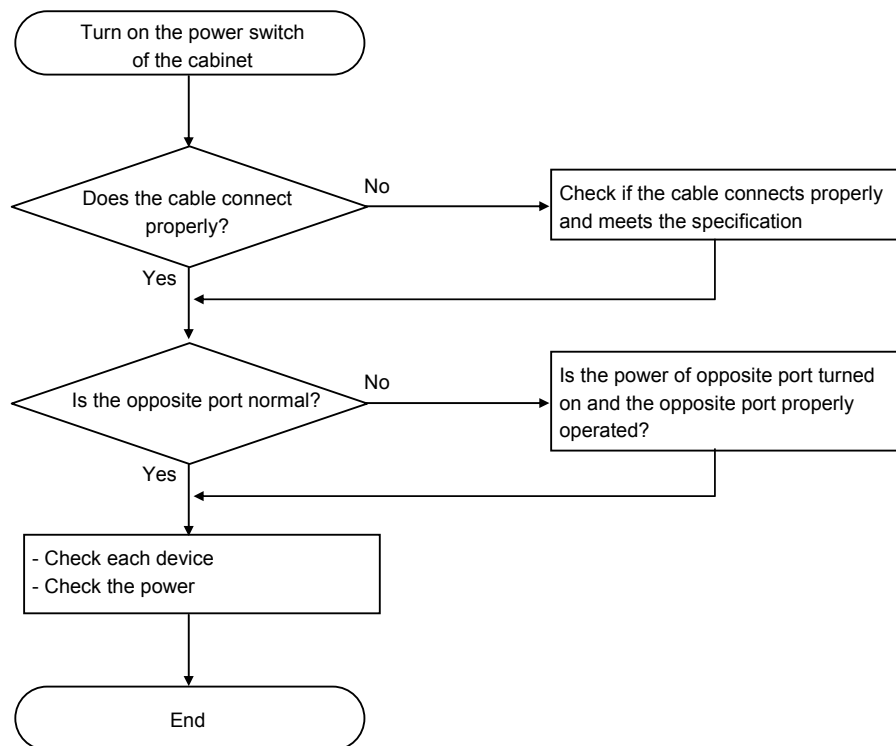 Turn on the power switch
of the cabinet
Does the cable connect
properly?
No
Check if the cable connects properly
and meets the specification
Yes
Is the opposite port normal?
No
Is the power of opposite port turned
on and the opposite port properly
operated?
Yes
- Check each device
- Check the power
End